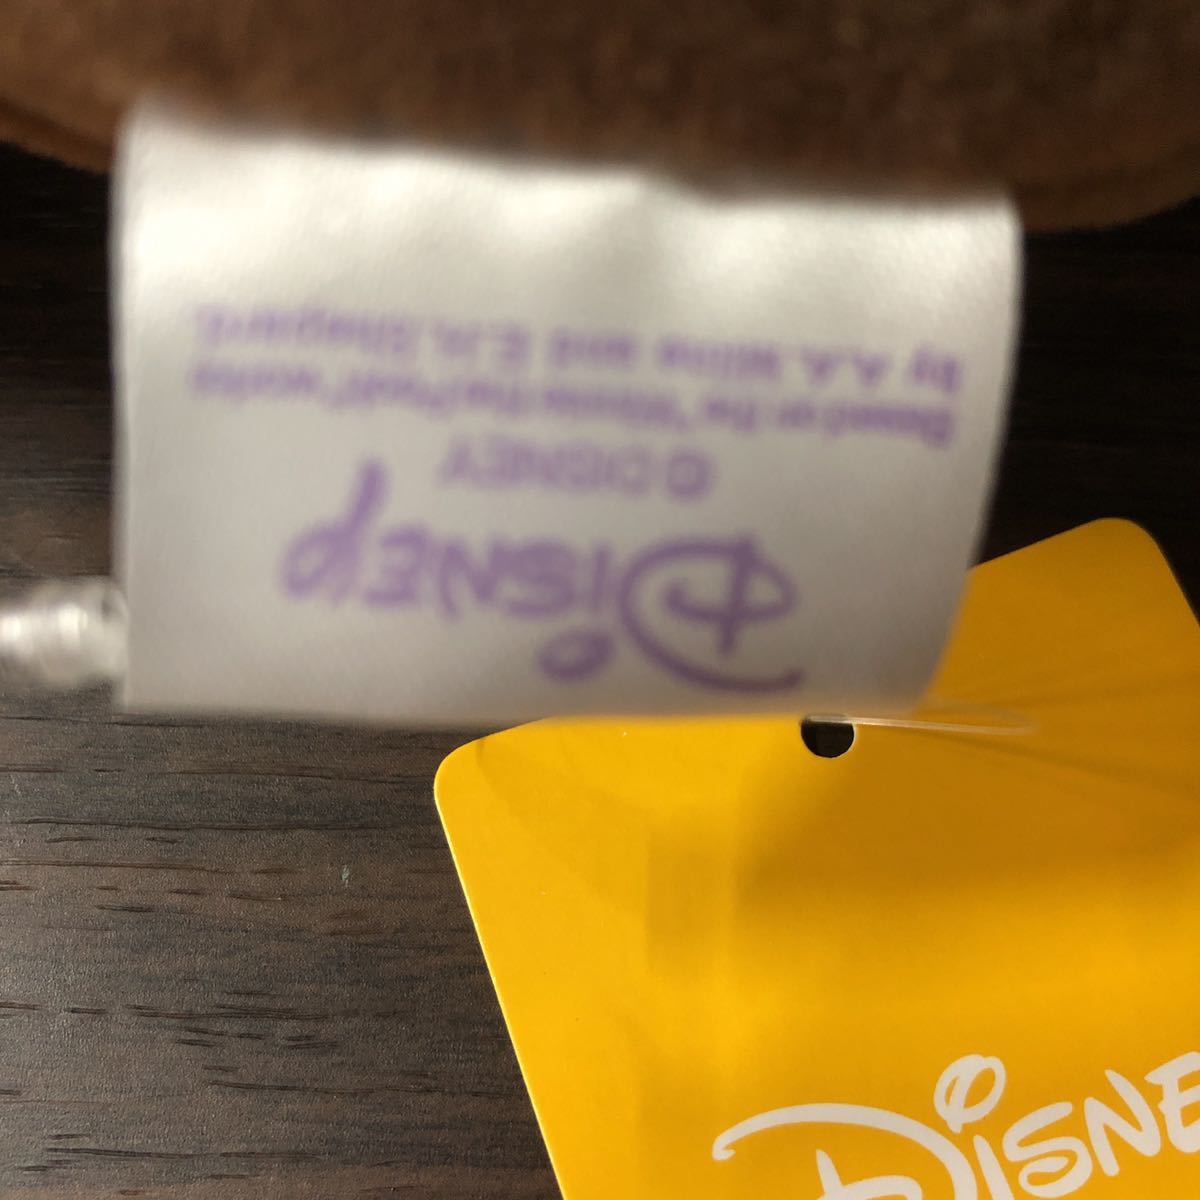 Disney
© DISNEY
Based on the "Winnie the Pooh" works
by A.A. Milne and E.H. Shepard.
DISNE